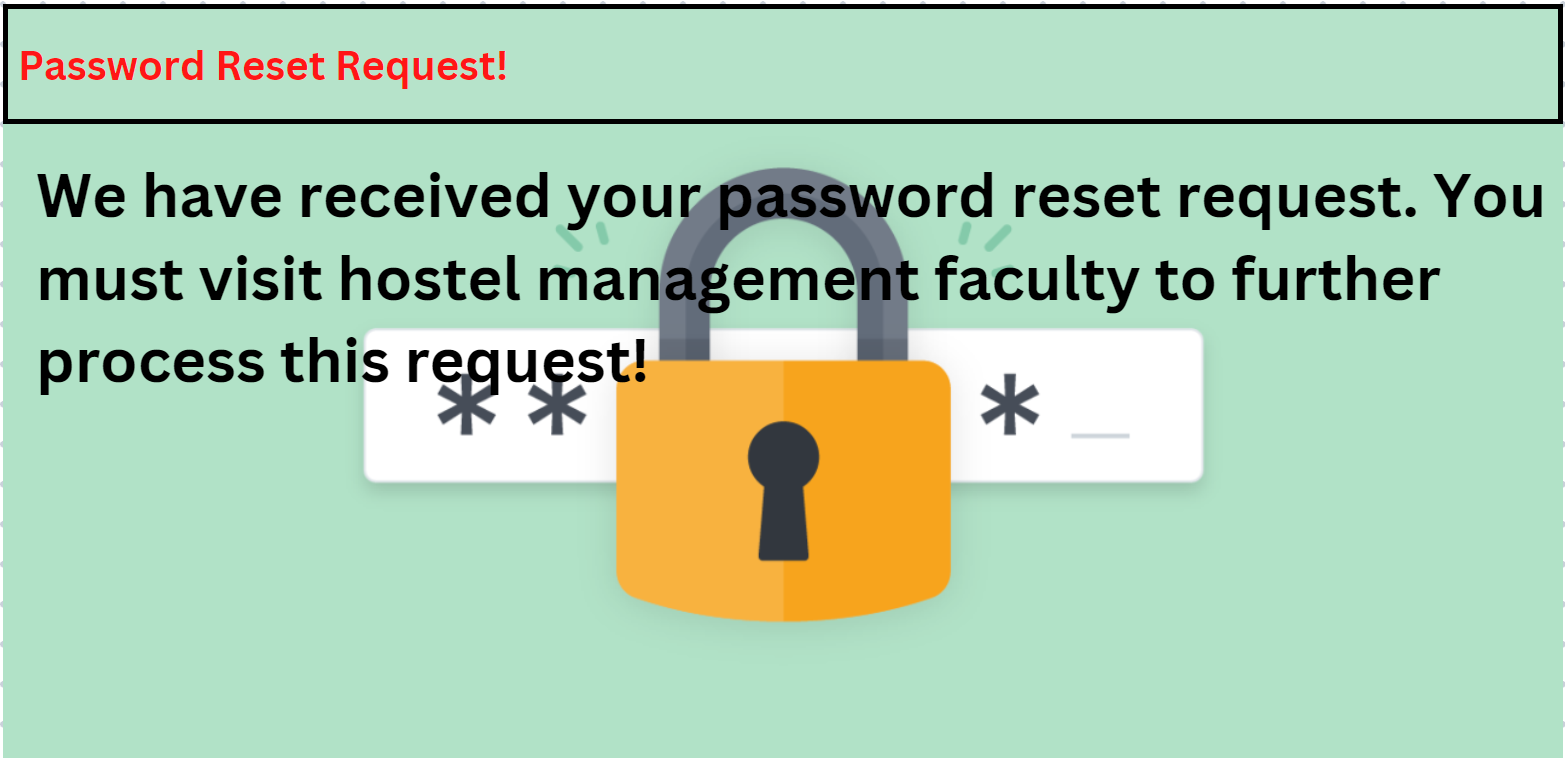 Password Reset Request!
We have received your password reset request. You
must visit hostel management faculty to further
process this request!
* * * _